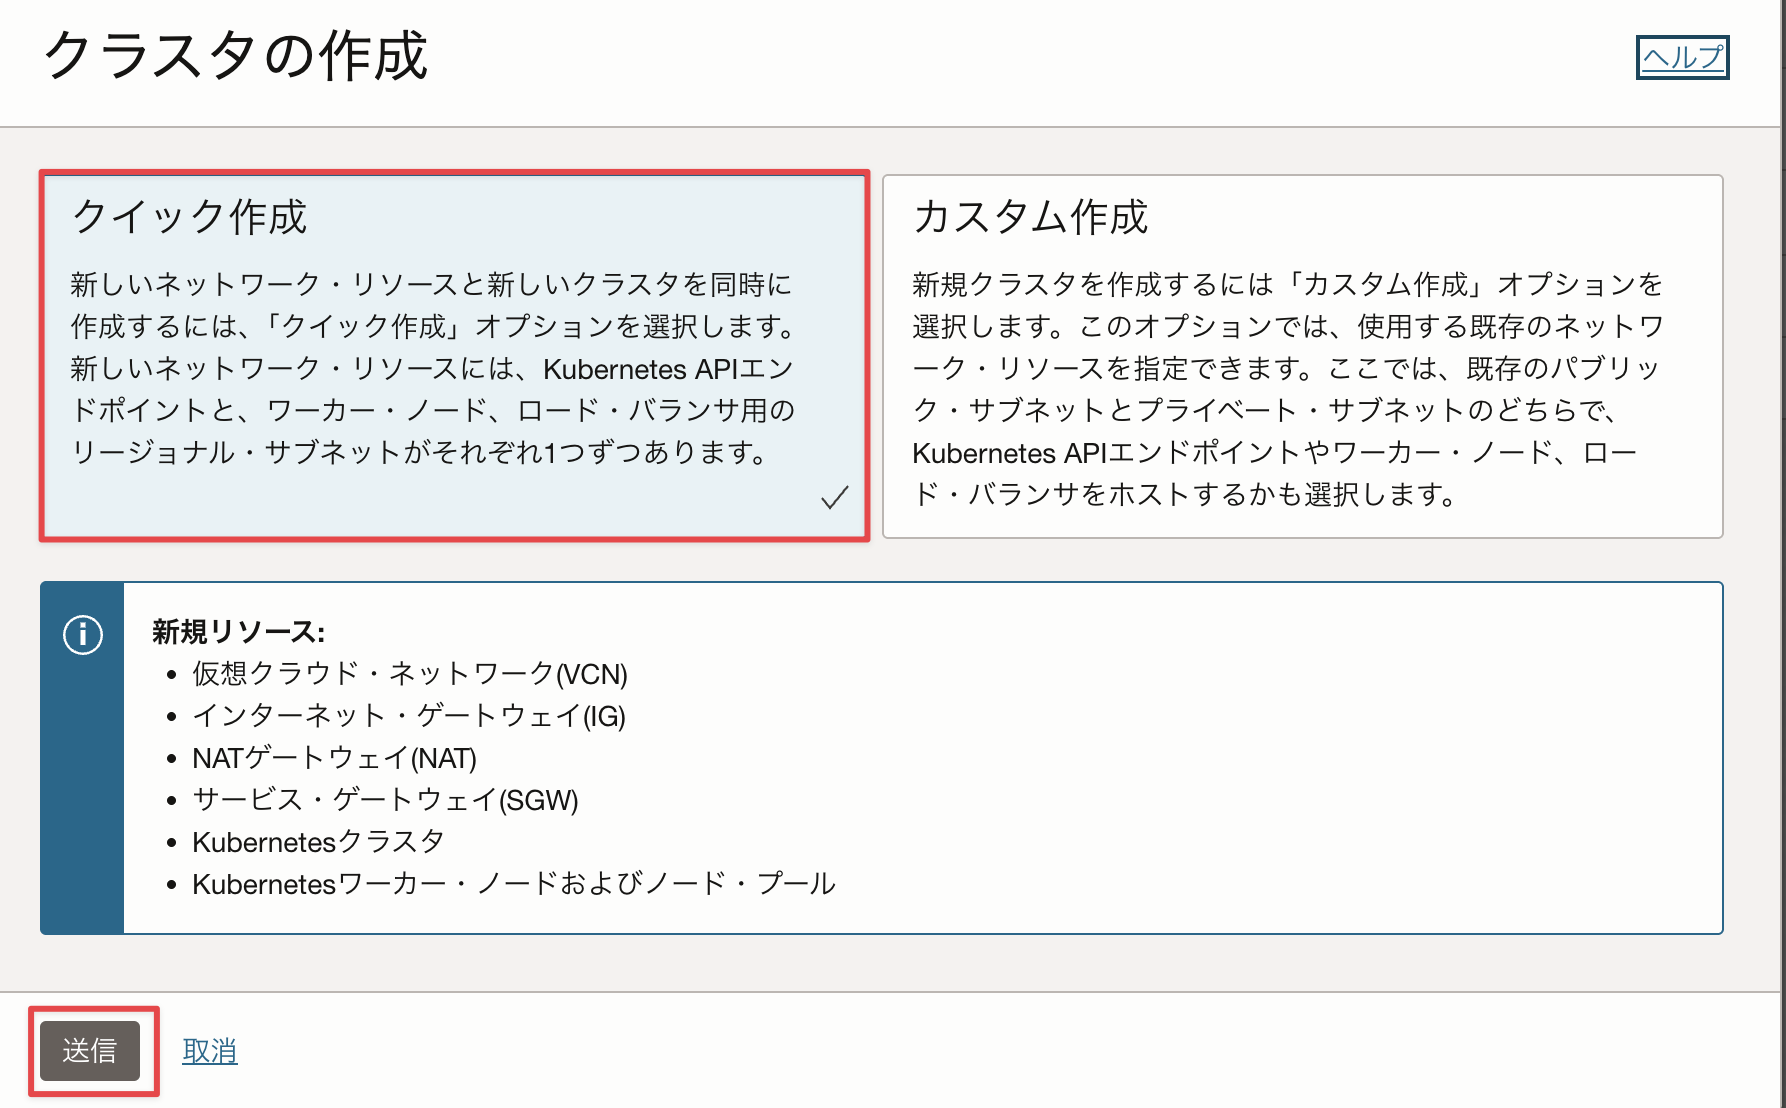 クラスタの作成
ヘルプ
クイック作成
新しいネットワーク・リソースと新しいクラスタを同時に
作成するには、「クイック作成」オプションを選択します。
新しいネットワーク・リソースには、Kubernetes APIエン
ドポイントと、ワーカー・ノード、ロード・バランサ用の
リージョナル・サブネットがそれぞれ1つずつあります。
カスタム作成
新規クラスタを作成するには「カスタム作成」オプションを
選択します。このオプションでは、使用する既存のネットワ
ーク・リソースを指定できます。ここでは、既存のパブリッ
ク・サブネットとプライベート・サブネットのどちらで、
Kubernetes APIエンドポイントやワーカー・ノード、ロー
ド・バランサをホストするかも選択します。
新規リソース:
• 仮想クラウド・ネットワーク(VCN)
• インターネット・ゲートウェイ(IG)
• NATゲートウェイ(NAT)
• サービス・ゲートウェイ(SGW)
• Kubernetesクラスタ
• Kubernetesワーカー・ノードおよびノード・プール
送信
取消